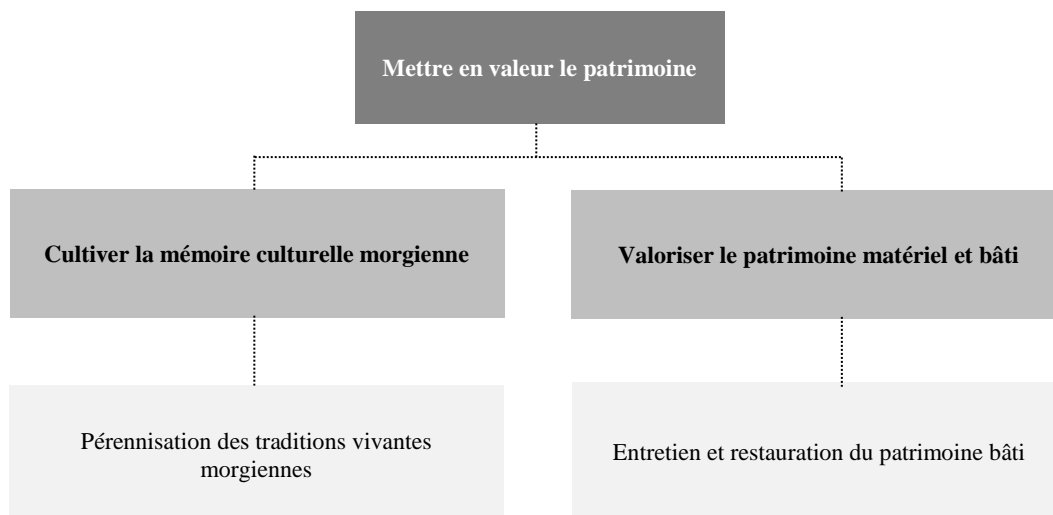 Mettre en valeur le patrimoine
Cultiver la mémoire culturelle morgienne
Valoriser le patrimoine matériel et bâti
Pérennisation des traditions vivantes
morgiennes
Entretien et restauration du patrimoine bâti